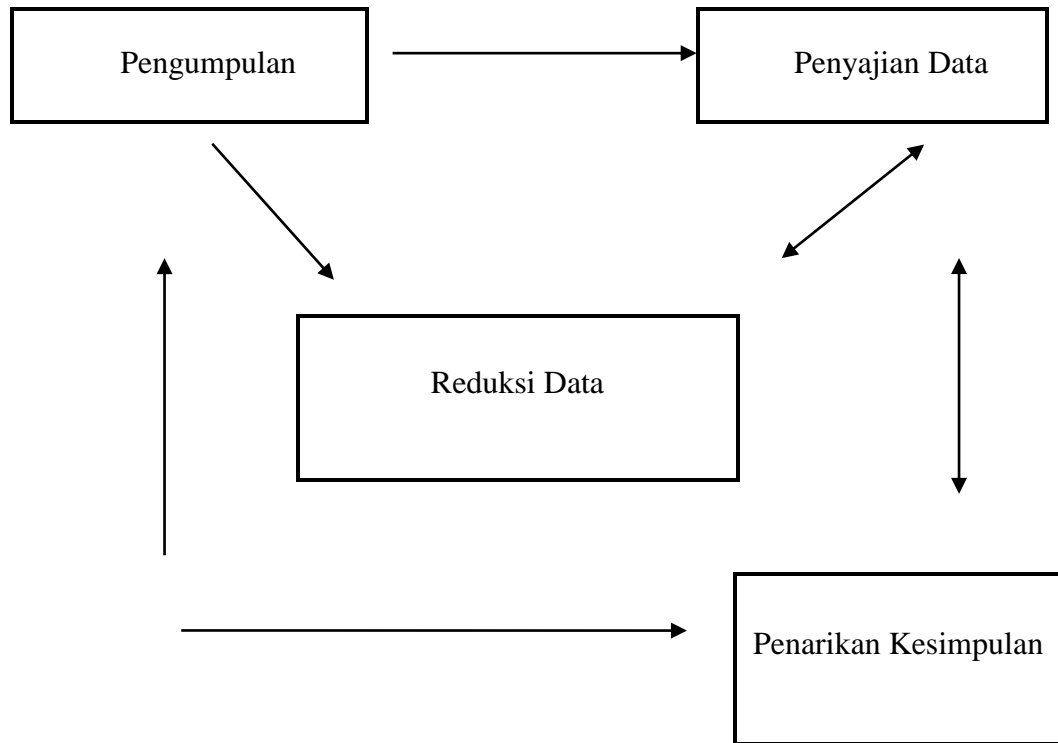 Pengumpulan
Penyajian Data
Reduksi Data
Penarikan Kesimpulan